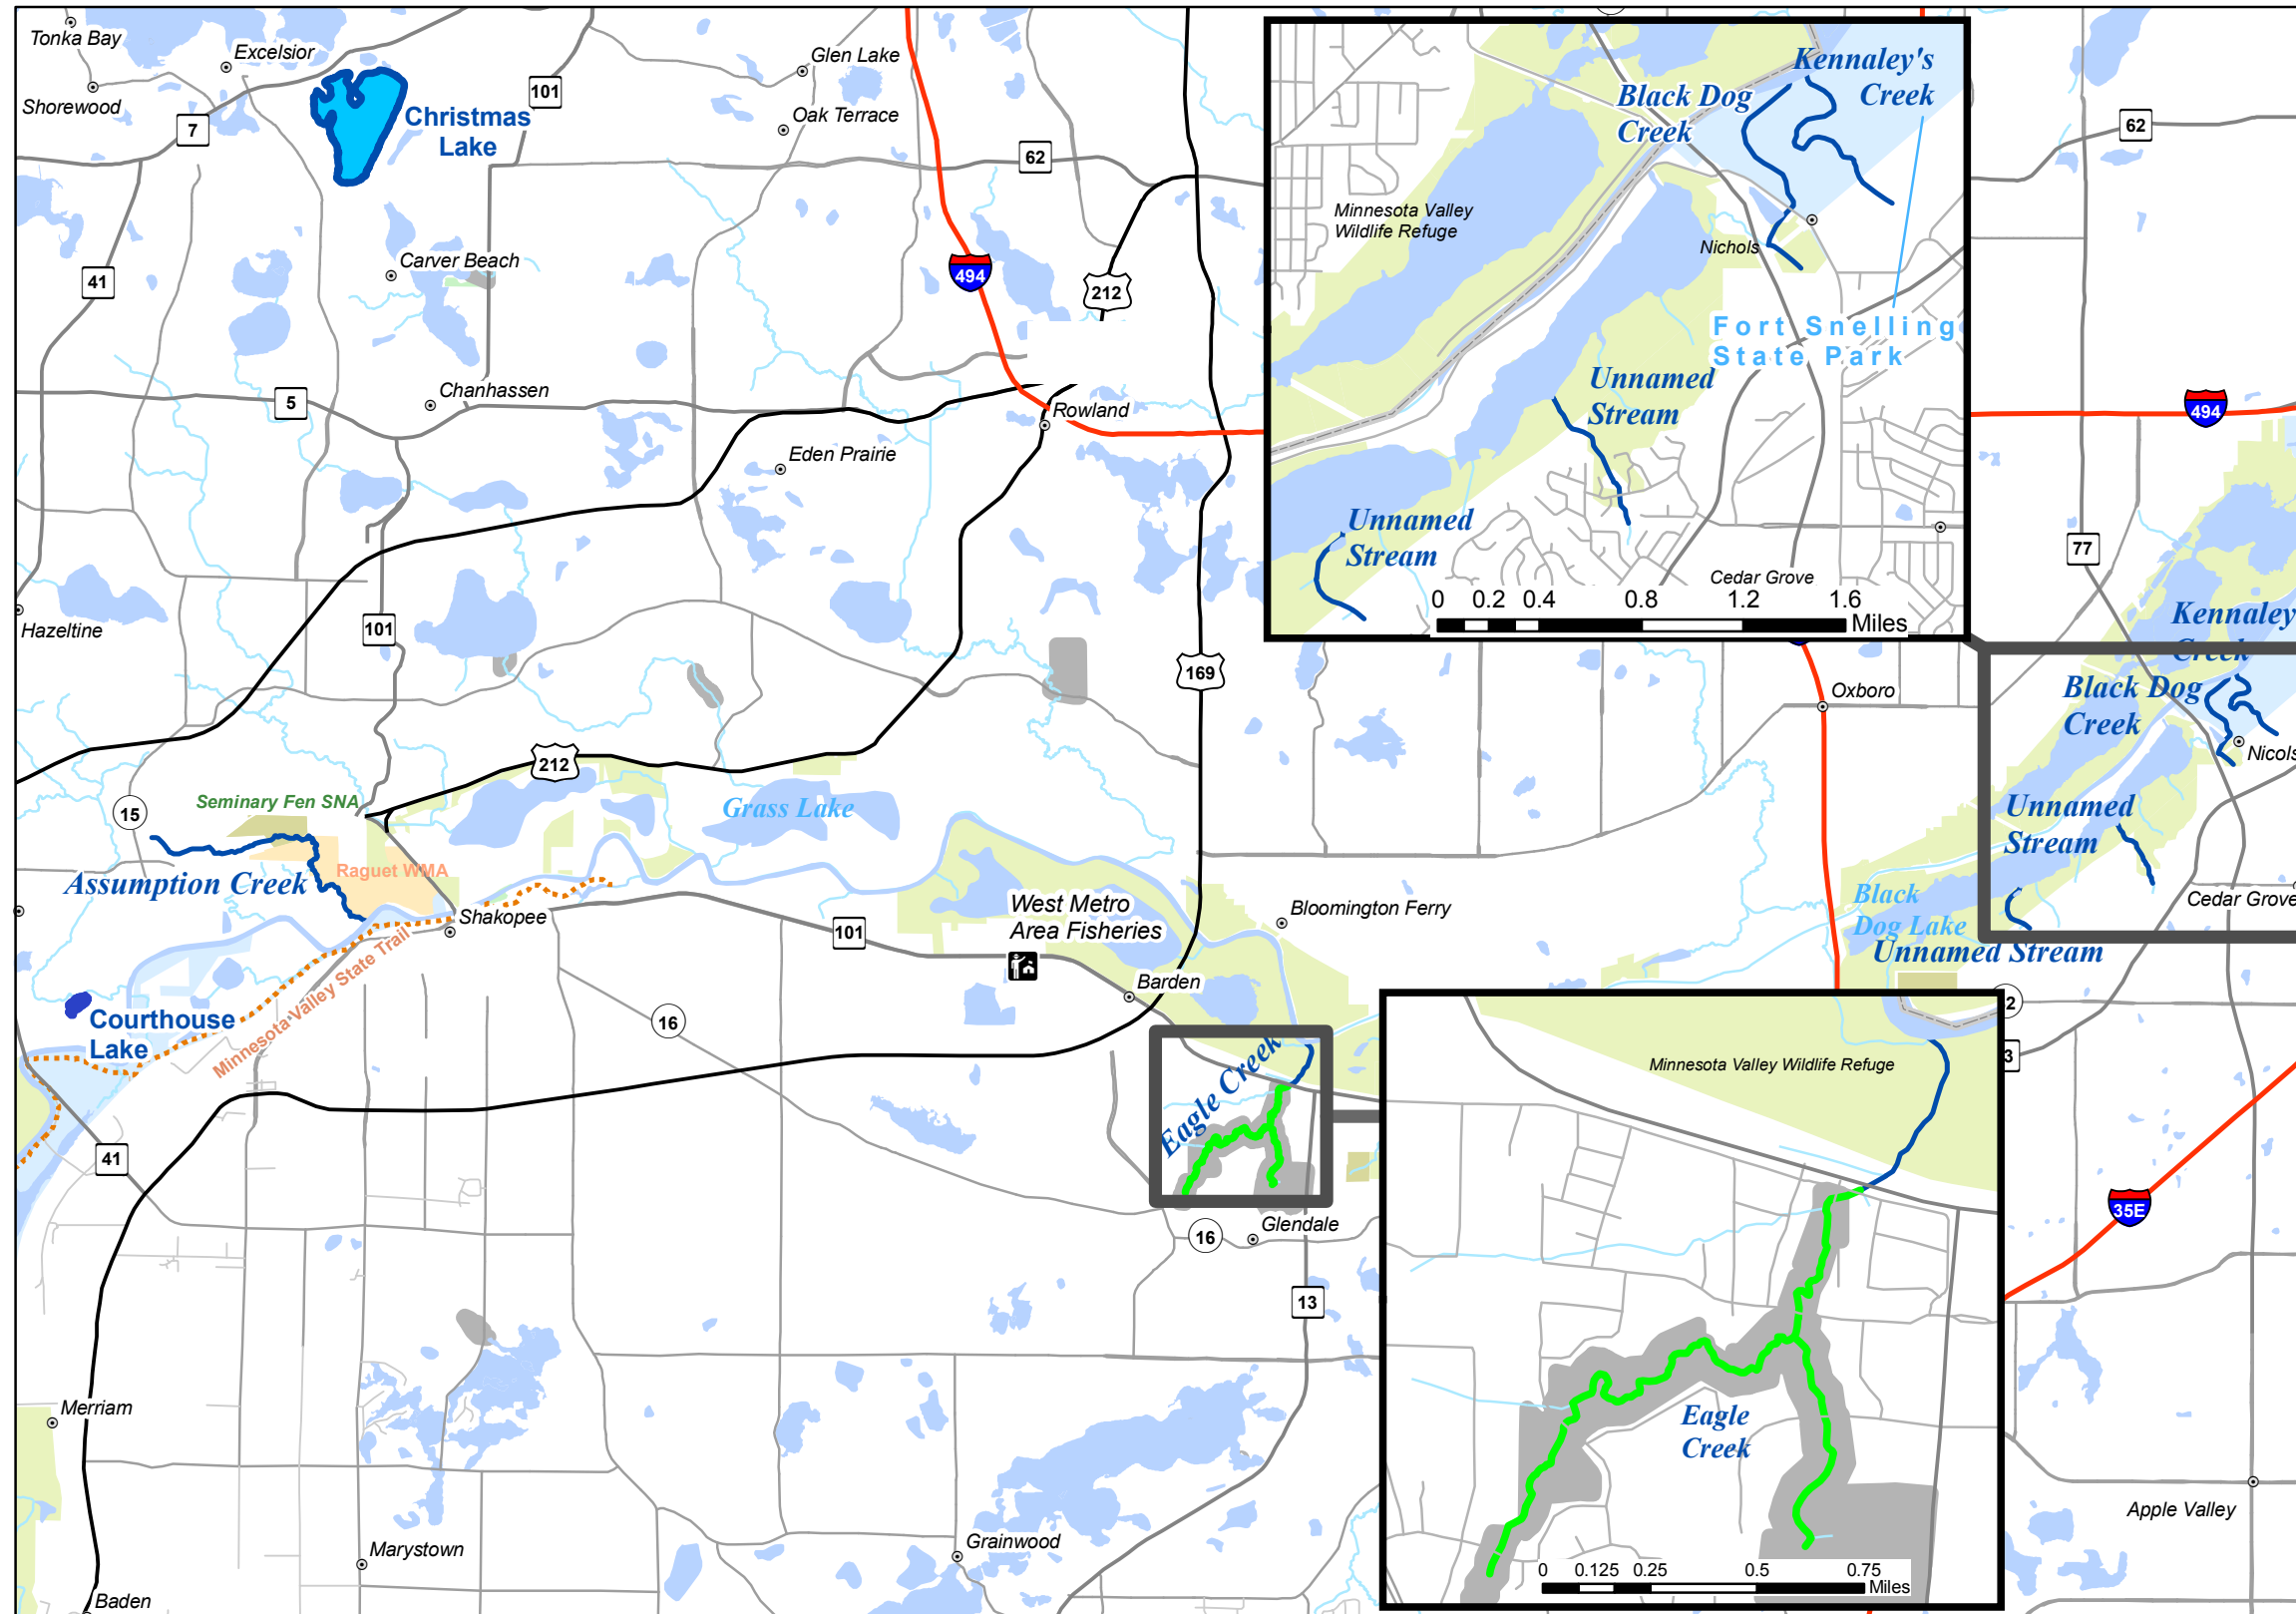 Tonka Bay
Excelsior
Shorewood
7
Christmas
Lake
101
Glen Lake
Oak Terrace
62
41
Carver Beach
494
212
5
Chanhassen
Rowland
Eden Prairie
Hazeltine
101
169
212
15
Seminary Fen SNA
Grass Lake
Assumption Creek
Raguet WMA
Shakopee
Minnesota Valley State Trail
Courthouse
Lake
101
West Metro
Area Fisheries
Bloomington Ferry
Barden
16
41
Eagle Creek
16
Glendale
13
Merriam
Marystown
Grainwood
Baden
Kennaley's
Creek
Black Dog
Creek
Minnesota Valley
Wildlife Refuge
Nichols
Fort Snelling
State Park
Unnamed
Stream
Unnamed
Stream
Cedar Grove
0 0.2 0.4 0.8 1.2 1.6
Miles
62
494
77
Kennaley
Creek
Oxboro
Black Dog
Creek
Nicols
Unnamed
Stream
Cedar Grove
Black
Dog Lake
Unnamed Stream
2
3
35E
Apple Valley
Minnesota Valley Wildlife Refuge
Eagle
Creek
0 0.125 0.25 0.5 0.75
Miles